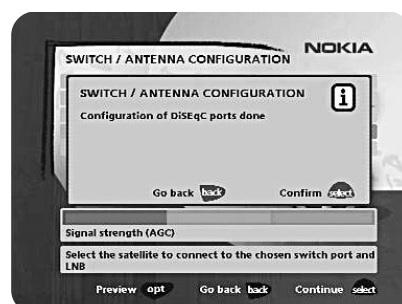 NOKIA
SWITCH / ANTENNA CONFIGURATION
SWITCH / ANTENNA CONFIGURATION
i
Configuration of DiSEqC ports done
Go back back Confirm select
Signal strength (AGC)
Select the satellite to connect to the chosen switch port and
LNB
Preview opt Go back back Continue select